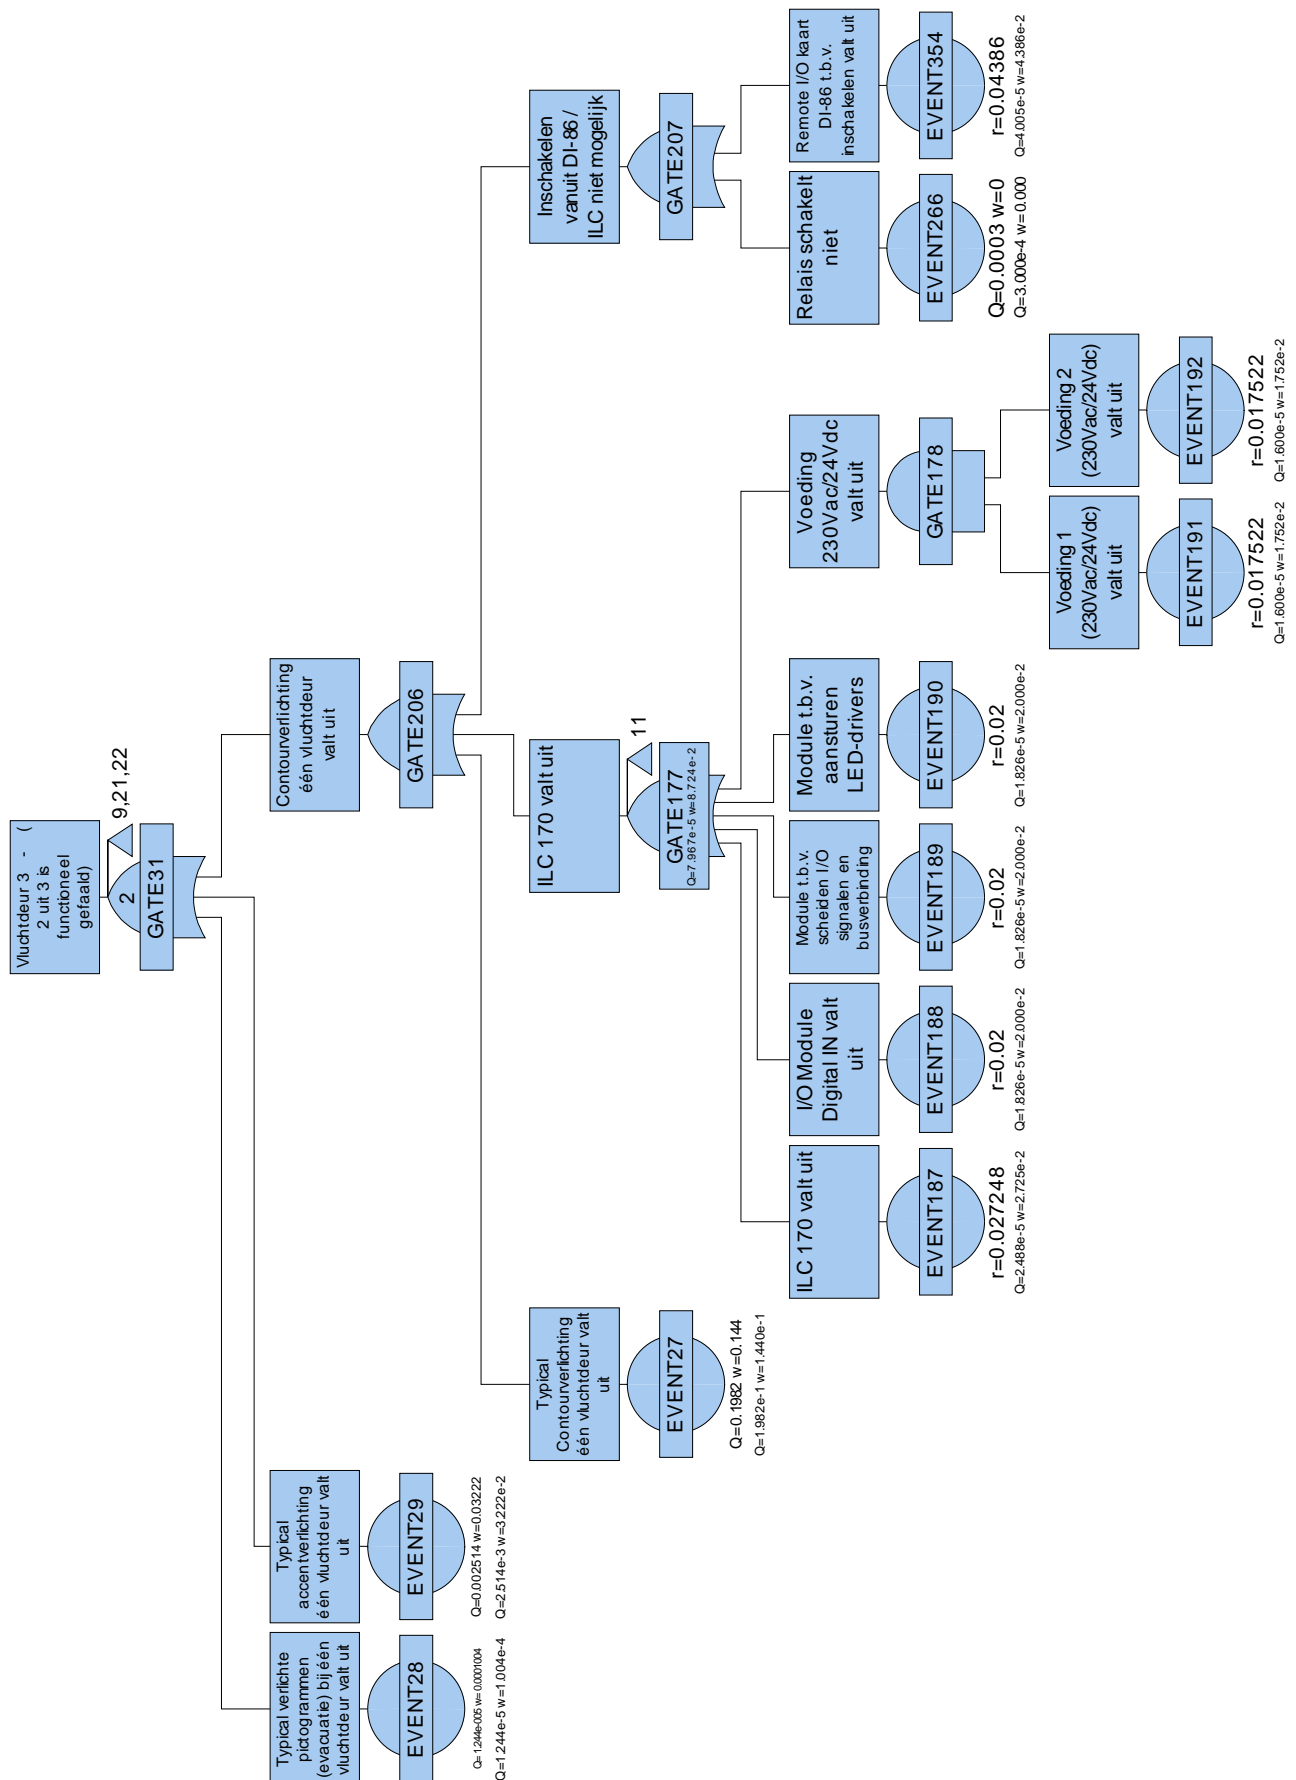 Vluchtdeur 3 - (
2 uit 3 is
functioneel
gefaald)
2
GATE31
9,21,22
Typical verlichte
pictogrammen
(evacuatie) bij één
vluchtdeur valt uit
EVENT28
Q=1.244e-005 w=0.0001004
Q=1.244e-5 w=1.004e-4
Typical
accentverlichting
één vluchtdeur valt
uit
EVENT29
Q=0.002514 w=0.03222
Q=2.514e-3 w=3.222e-2
Contourverlichting
één vluchtdeur
valt uit
GATE206
Typical
Contourverlichting
één vluchtdeur valt
uit
EVENT27
Q=0.1982 w=0.144
Q=1.982e-1 w=1.440e-1
ILC 170 valt uit
GATE177
Q=7.967e-5 w=8.724e-2
11
Inschakelen
vanuit DI-86 /
ILC niet mogelijk
GATE207
ILC 170 valt uit
EVENT187
r=0.027248
Q=2.488e-5 w=2.725e-2
I/O Module
Digital IN valt
uit
EVENT188
r=0.02
Q=1.826e-5 w=2.000e-2
Module t.b.v.
scheiden I/O
signalen en
busverbinding
EVENT189
r=0.02
Q=1.826e-5 w=2.000e-2
Module t.b.v.
aansturen
LED-drivers
EVENT190
r=0.02
Q=1.826e-5 w=2.000e-2
Voeding
230Vac/24Vdc
valt uit
GATE178
Relais schakelt
niet
EVENT266
Q=0.0003 w=0
Q=3.000e-4 w=0.000
Remote I/O kaart
DI-86 t.b.v.
inschakelen valt uit
EVENT354
r=0.04386
Q=4.005e-5 w=4.386e-2
Voeding 1
(230Vac/24Vdc)
valt uit
EVENT191
r=0.017522
Q=1.600e-5 w=1.752e-2
Voeding 2
(230Vac/24Vdc)
valt uit
EVENT192
r=0.017522
Q=1.600e-5 w=1.752e-2